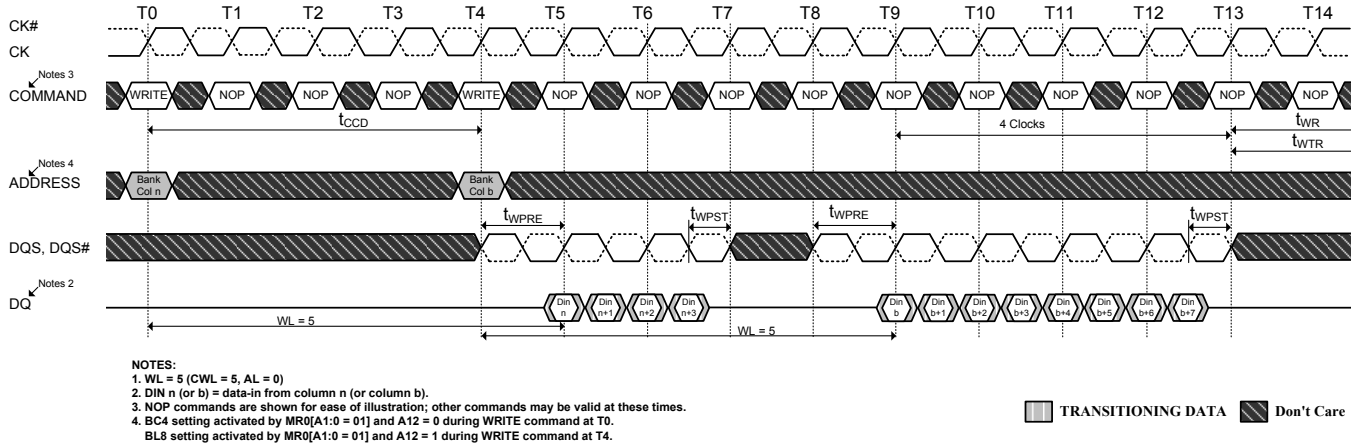 T0 T1 T2 T3 T4 T5 T6 T7 T8 T9 T10 T11 T12 T13 T14
CK#
CK
Notes 3
COMMAND
WRITE NOP NOP NOP WRITE NOP NOP NOP NOP NOP NOP NOP NOP NOP NOP
tCCD
4 Clocks
tWR
tWTR
Notes 4
ADDRESS
Bank Bank
Col n Col b
tWPRE tWPST tWPRE tWPST
DQS, DQS#
Notes 2
DQ
Din Din Din Din Din Din Din Din Din Din Din Din
n n+1 n+2 n+3 b b+1 b+2 b+3 b+4 b+5 b+6 b+7
WL = 5
WL = 5
NOTES:
1. WL = 5 (CWL = 5, AL = 0)
2. DIN n (or b) = data-in from column n (or column b).
3. NOP commands are shown for ease of illustration; other commands may be valid at these times.
4. BC4 setting activated by MR0[A1:0 = 01] and A12 = 0 during WRITE command at T0.
BL8 setting activated by MR0[A1:0 = 01] and A12 = 1 during WRITE command at T4.
TRANSITIONING DATA Don't Care